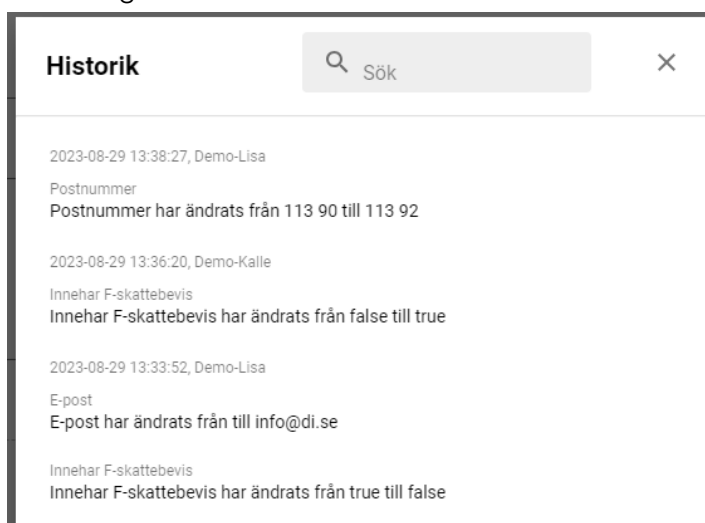 Historik
Sök
2023-08-29 13:38:27, Demo-Lisa
Postnummer
Postnummer har ändrats från 113 90 till 113 92
2023-08-29 13:36:20, Demo-Kalle
Innehar F-skattebevis
Innehar F-skattebevis har ändrats från false till true
2023-08-29 13:33:52, Demo-Lisa
E-post
E-post har ändrats från till info@di.se
Innehar F-skattebevis
Innehar F-skattebevis har ändrats från true till false